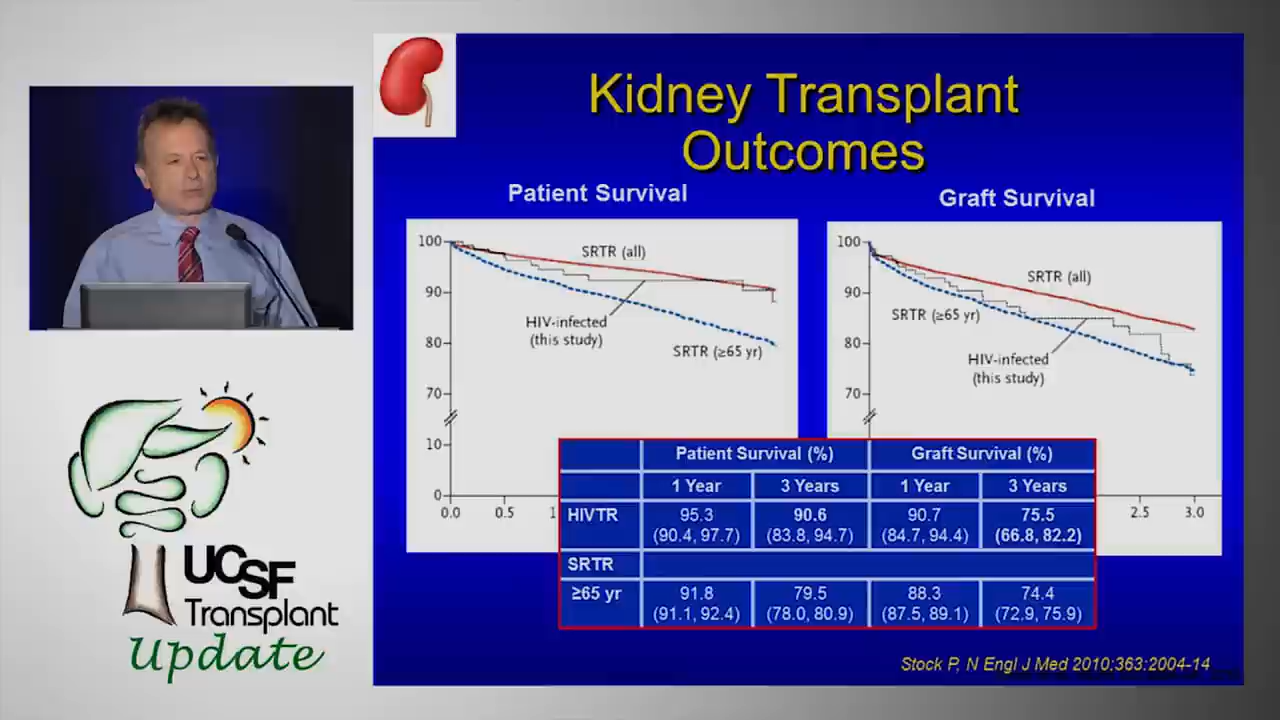 Kidney Transplant
Outcomes
Patient Survival
Graft Survival
100
90
80
70
10
0
0.0 0.5 1
SRTR (all)
HIV-infected
(this study)
SRTR (≥65 yr)
100
90
80
70
2.5 3.0
SRTR (all)
SRTR (≥65 yr)
HIV-infected
(this study)
Patient Survival (%) Graft Survival (%)
1 Year 3 Years 1 Year 3 Years
HIVTR 95.3 90.6 90.7 75.5
(90.4, 97.7) (83.8, 94.7) (84.7, 94.4) (66.8, 82.2)
SRTR
≥65 yr 91.8 79.5 88.3 74.4
(91.1, 92.4) (78.0, 80.9) (87.5, 89.1) (72.9, 75.9)
Stock P, N Engl J Med 2010;363:2004-14
UCSF
Transplant
Update